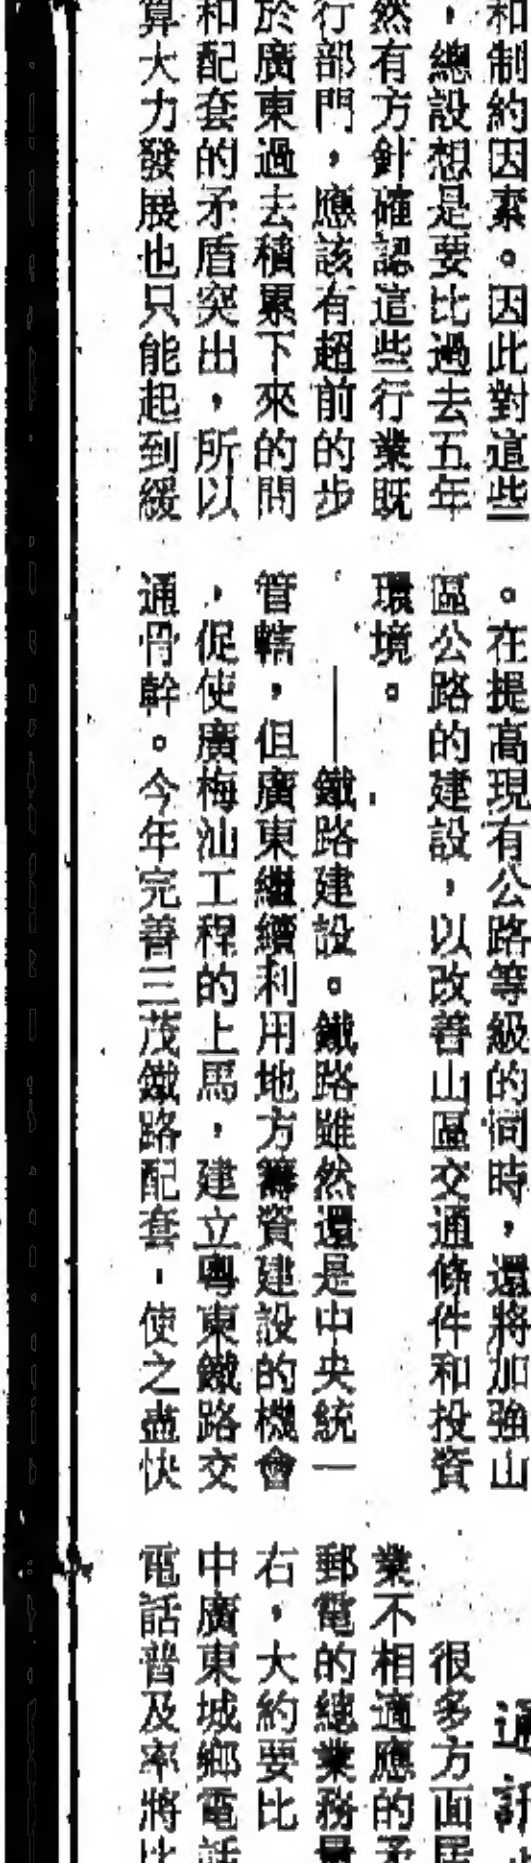 和制約因素。因此對這些
，總設想是要比過去五年
然有方針確認這些行業既
行部門，應該有超前的步
於廣東過去積累下來的問
和配套的矛盾突出，所以
算大力發展也只能起到緩
。在提高現有公路等級的同時，還將加強山
區公路的建設，以改善山區交通條件和投資
環境。
——鐵路建設。鐵路雖然還是中央統一
管轄，但廣東繼續利用地方籌資建設的機會
，促使廣梅汕工程的上馬，建立粵東鐵路交
通骨幹。今年完善三茂鐵路配套，使之盡快
通訊
很多方面居
業不相適應的矛
郵電的總業務量
右，大約要比
中廣東城鄉電話
電話普及率將比